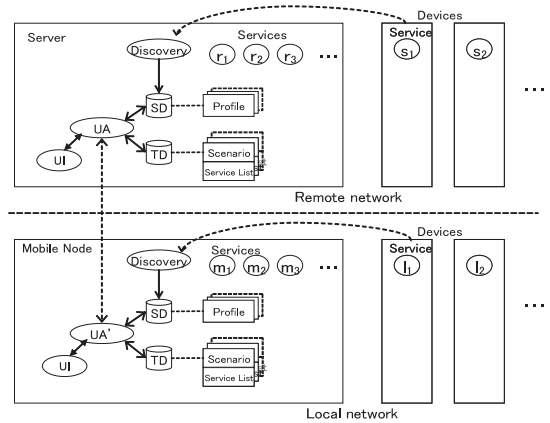 Devices
Server
Services
Service
Discovery
r1 r2 r3 ...
s1
s2
...
SD
Profile
UA
UI
TD
Scenario
Service List
Remote network
Devices
Mobile Node
Services
Service
Discovery
m1 m2 m3 ...
l1
l2
...
SD
Profile
UA'
UI
TD
Scenario
Service List
Local network